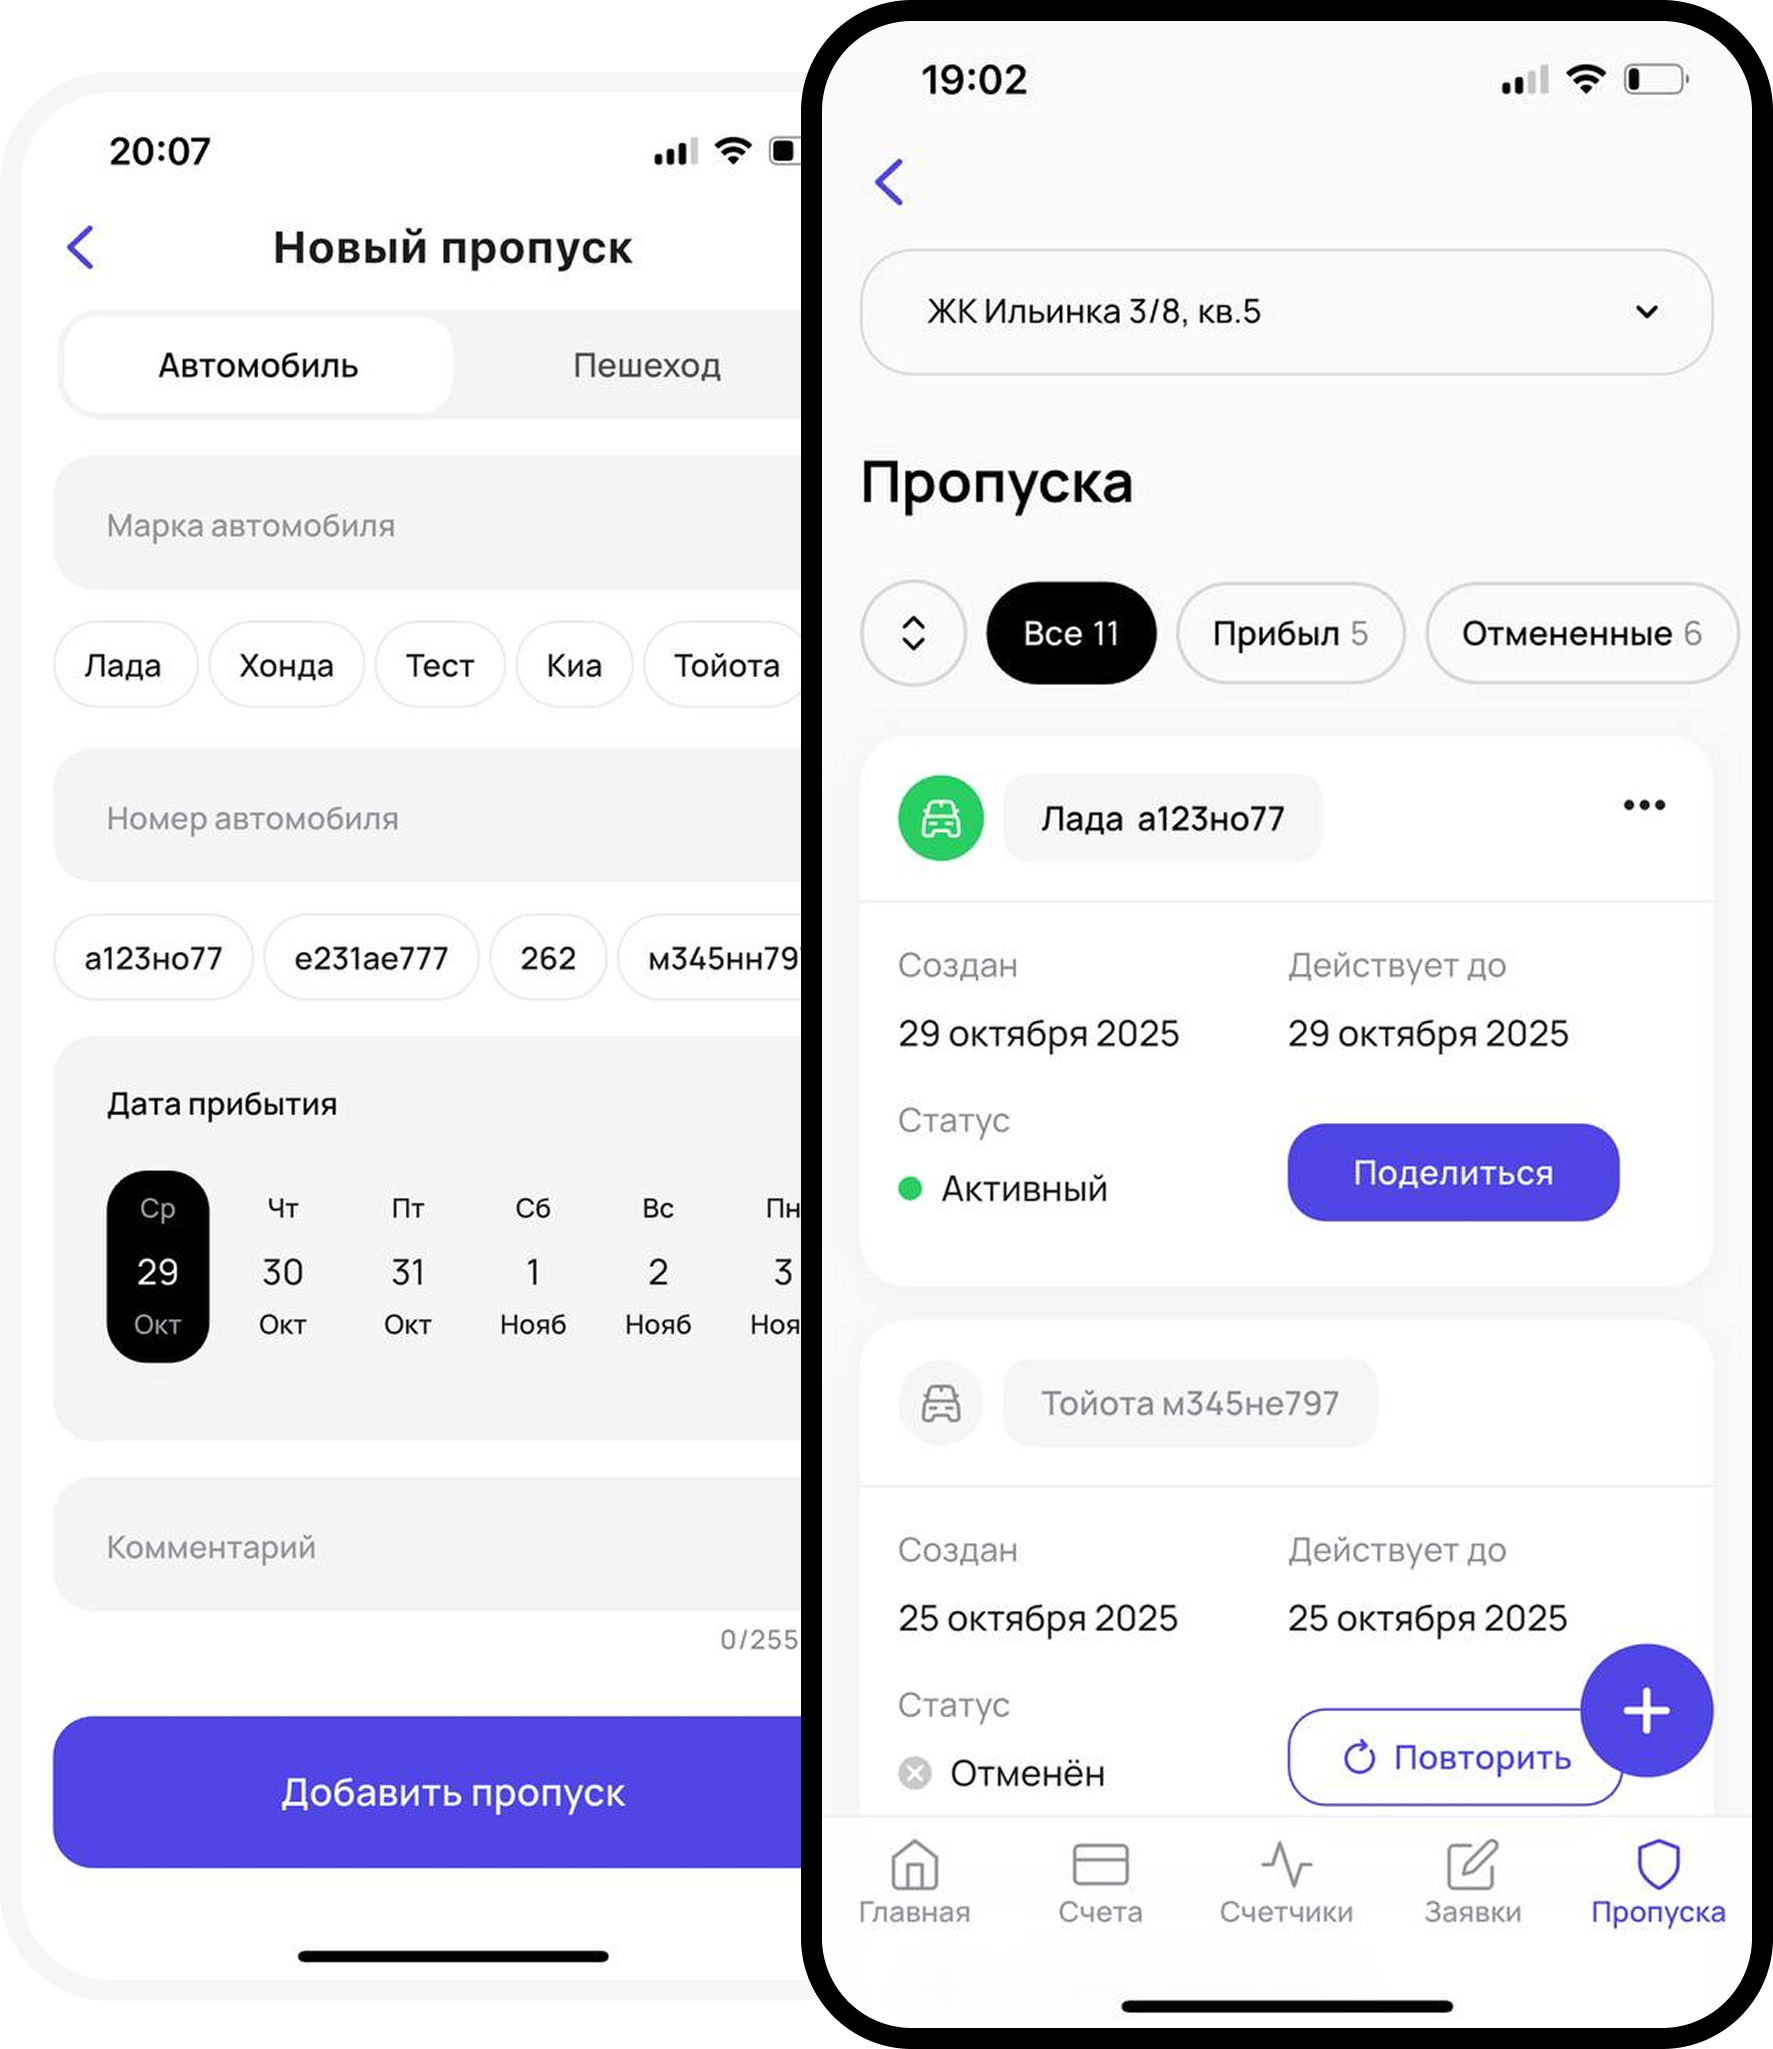 20:07
Новый пропуск
Автомобиль
Пешеход
Марка автомобиля
Лада
Хонда
Тест
Киа
Тойота
Номер автомобиля
а123но77
е231ае777
262
м345нн79
Дата прибытия
Ср
Чт
Пт
Сб
Вс
Пн
29
30
31
1
2
3
Окт
Окт
Окт
Нояб
Нояб
Ноя
Комментарий
0/255
Добавить пропуск
19:02
ЖК Ильинка 3/8, кв.5
Пропуска
Все 11
Прибыл 5
Отмененные 6
Лада а123но77
Создан
Действует до
29 октября 2025
29 октября 2025
Статус
Активный
Поделиться
Тойота м345не797
Создан
Действует до
25 октября 2025
25 октября 2025
Статус
Отменён
Повторить
Главная
Счета
Счетчики
Заявки
Пропуска